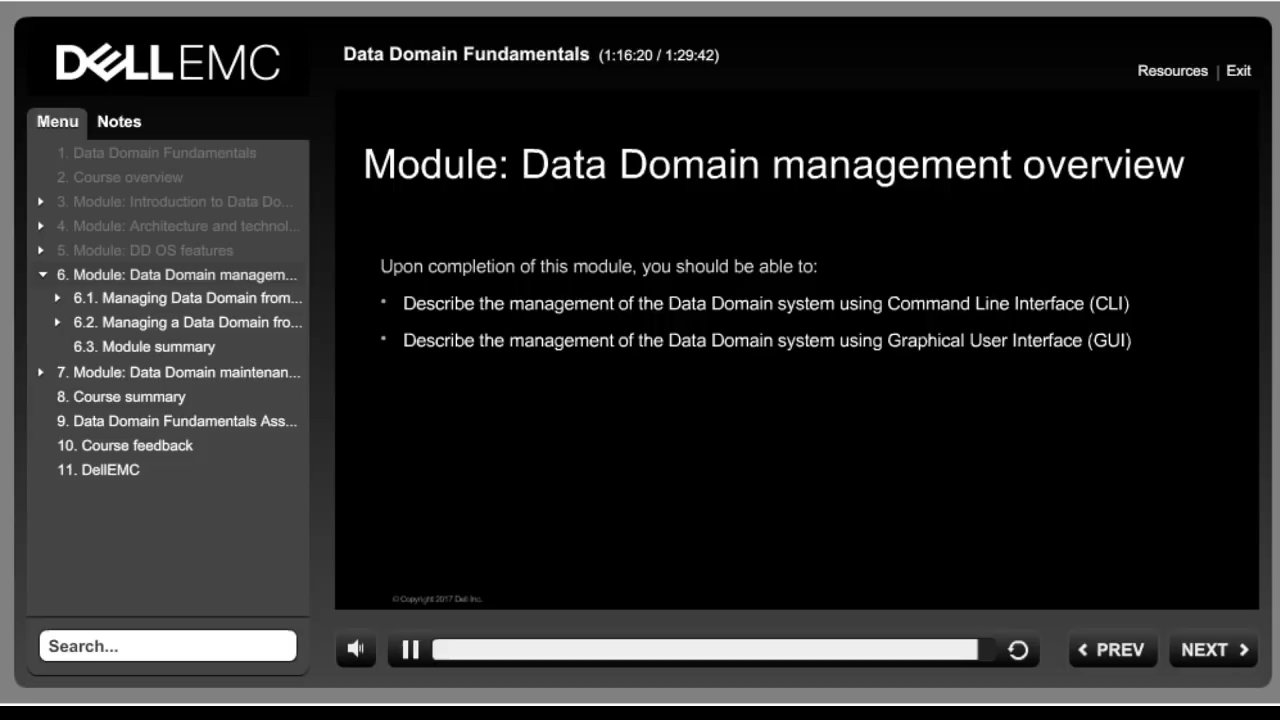 DELLEMC
Data Domain Fundamentals (1:16:20 / 1:29:42)
Resources | Exit
Menu Notes
1. Data Domain Fundamentals
2. Course overview
3. Module: Introduction to Data Do...
4. Module: Architecture and technol...
5. Module: DD OS features
6. Module: Data Domain managem...
6.1. Managing Data Domain from...
6.2. Managing a Data Domain fro...
6.3. Module summary
7. Module: Data Domain maintenan...
8. Course summary
9. Data Domain Fundamentals Ass...
10. Course feedback
11. DellEMC
Search...
Module: Data Domain management overview
Upon completion of this module, you should be able to:
• Describe the management of the Data Domain system using Command Line Interface (CLI)
• Describe the management of the Data Domain system using Graphical User Interface (GUI)
© Copyright 2017 Dell Inc.
PREV
NEXT